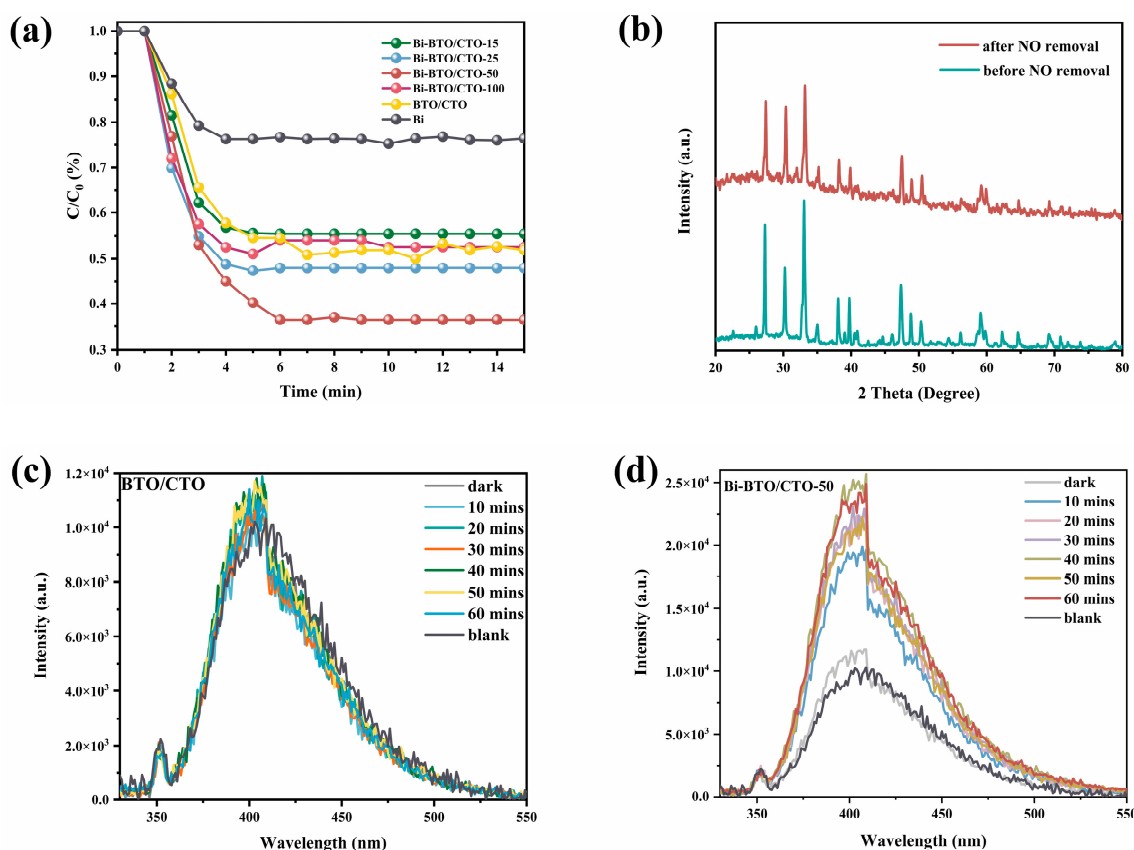 (a)
Bi-BTO/CTO-15
Bi-BTO/CTO-25
Bi-BTO/CTO-50
Bi-BTO/CTO-100
BTO/CTO
Bi
1.0
0.9
0.8
0.7
0.6
0.5
0.4
0.3
C/C₀ (%)
0 2 4 6 8 10 12 14
Time (min)
(b)
after NO removal
before NO removal
Intensity (a.u.)
20 30 40 50 60 70 80
2 Theta (Degree)
(c)
BTO/CTO
dark
10 mins
20 mins
30 mins
40 mins
50 mins
60 mins
blank
1.2×10⁴
1.0×10⁴
8.0×10³
6.0×10³
4.0×10³
2.0×10³
0.0
Intensity (a.u.)
350 400 450 500 550
Wavelength (nm)
(d)
Bi-BTO/CTO-50
dark
10 mins
20 mins
30 mins
40 mins
50 mins
60 mins
blank
2.5×10⁴
2.0×10⁴
1.5×10⁴
1.0×10⁴
5.0×10³
0.0
Intensity (a.u.)
350 400 450 500 550
Wavelength (nm)